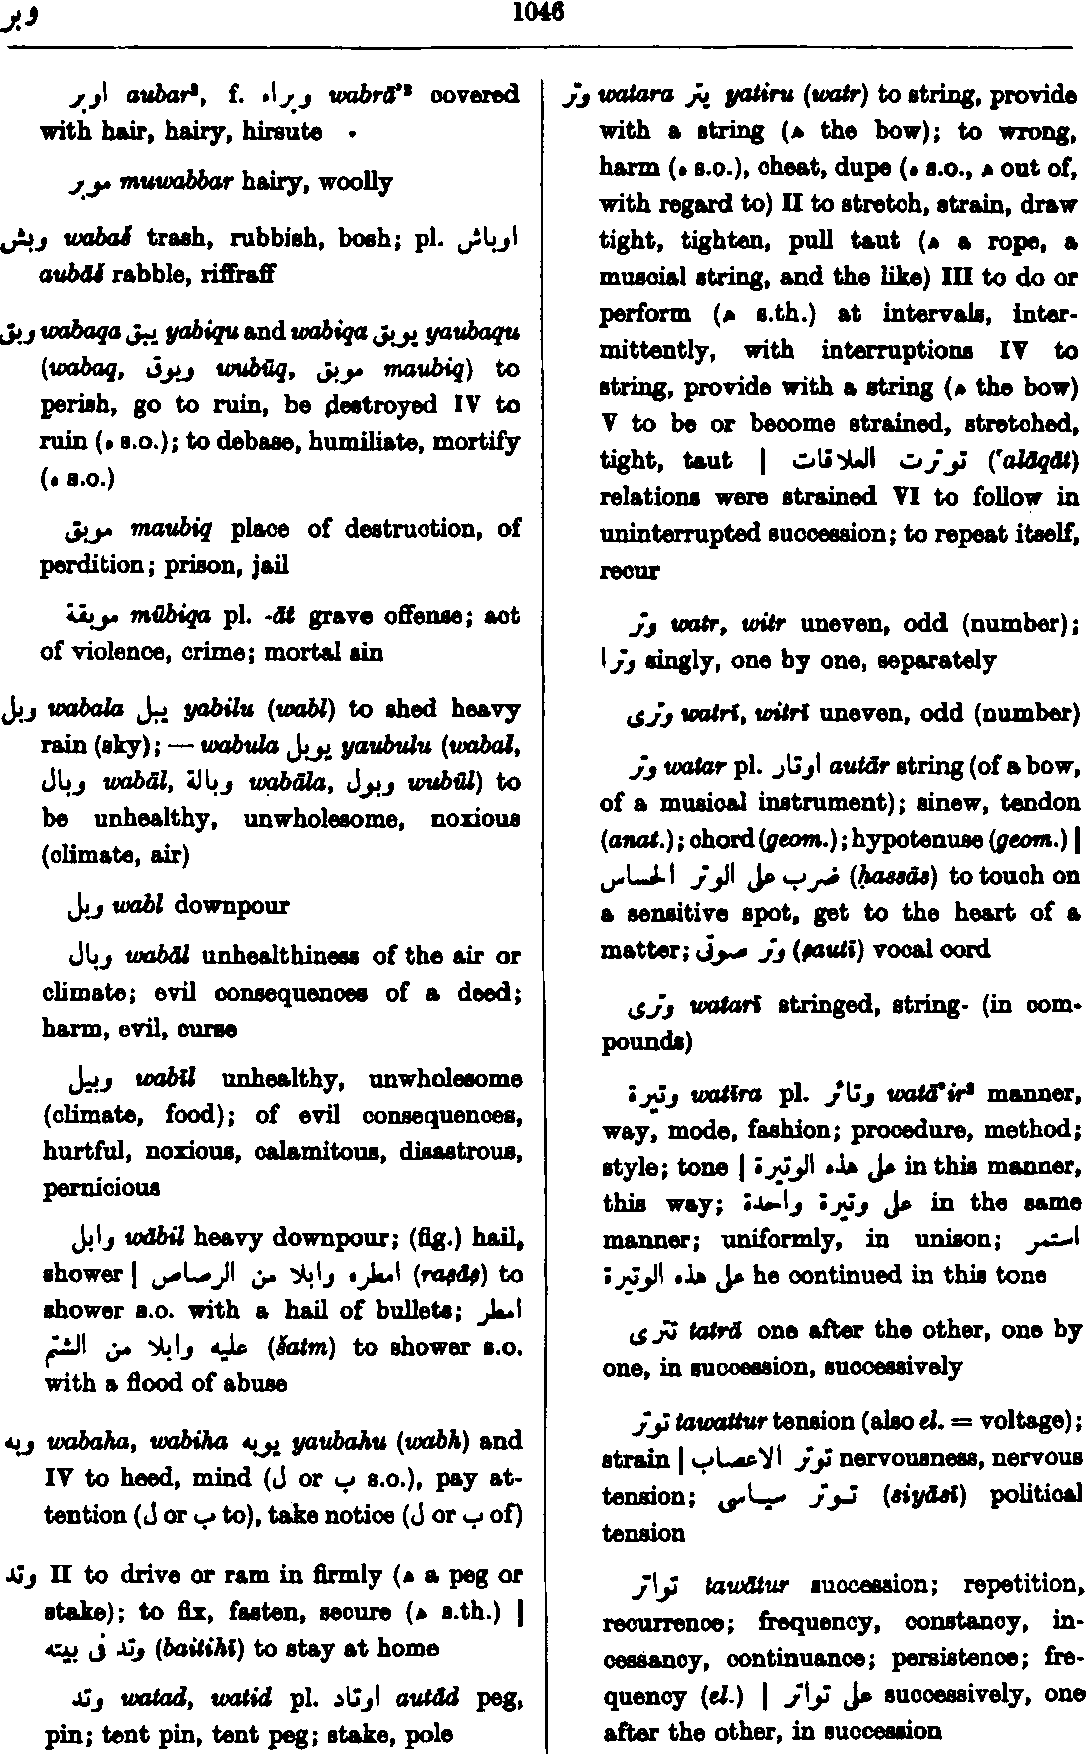 وبر
1046
اوبر aubar², f. وبراء wabrā'² covered
with hair, hairy, hirsute
موبر muwabbar hairy, woolly
وبش wabaš trash, rubbish, bosh; pl. اوباش
aubāš rabble, riffraff
وبق wabaqa يبق yabiqu and wabiqa يوبق yaubaqu
(wabaq, وبوق wubūq, موبق maubiq) to
perish, go to ruin, be destroyed IV to
ruin (ه s.o.); to debase, humiliate, mortify
(ه s.o.)
موبق maubiq place of destruction, of
perdition; prison, jail
موبقة mūbiqa pl. -āt grave offense; act
of violence, crime; mortal sin
وبل wabala يبل yabilu (wabl) to shed heavy
rain (sky); — wabula يوبل yaubulu (wabal,
وبال wabāl, وبالة wabāla, وبول wubūl) to
be unhealthy, unwholesome, noxious
(climate, air)
وبل wabl downpour
وبال wabāl unhealthiness of the air or
climate; evil consequences of a deed;
harm, evil, curse
وبيل wabīl unhealthy, unwholesome
(climate, food); of evil consequences,
hurtful, noxious, calamitous, disastrous,
pernicious
وابل wābil heavy downpour; (fig.) hail,
shower | امطره وابلا من الرصاص (raṣāṣ) to
shower s.o. with a hail of bullets; امطر
عليه وابلا من الشتم (šatm) to shower s.o.
with a flood of abuse
وبه wabaha, wabiha يوبه yaubahu (wabh) and
IV to heed, mind (ل or ب s.o.), pay at-
tention (ل or ب to), take notice (ل or ب of)
وتد II to drive or ram in firmly (ه a peg or
stake); to fix, fasten, secure (ه s.th.) |
وتد فى بيته (baitihī) to stay at home
وتد watad, watid pl. اوتاد autād peg,
pin; tent pin, tent peg; stake, pole
وتر watara يتر yatiru (watr) to string, provide
with a string (ه the bow); to wrong,
harm (ه s.o.), cheat, dupe (ه s.o., ه out of,
with regard to) II to stretch, strain, draw
tight, tighten, pull taut (ه a rope, a
muscial string, and the like) III to do or
perform (ه s.th.) at intervals, inter-
mittently, with interruptions IV to
string, provide with a string (ه the bow)
V to be or become strained, stretched,
tight, taut | توترت العلاقات ('alāqāt)
relations were strained VI to follow in
uninterrupted succession; to repeat itself,
recur
وتر watr, witr uneven, odd (number);
وترا singly, one by one, separately
وترى watrī, witrī uneven, odd (number)
وتر watar pl. اوتار autār string (of a bow,
of a musical instrument); sinew, tendon
(anat.); chord (geom.); hypotenuse (geom.) |
ضرب على الوتر الحساس (ḥassās) to touch on
a sensitive spot, get to the heart of a
matter; وتر صوتى (ṣautī) vocal cord
وترى watarī stringed, string- (in com-
pounds)
وتيرة watīra pl. وتائر watā'ir² manner,
way, mode, fashion; procedure, method;
style; tone | على هذه الوتيرة in this manner,
this way; على وتيرة واحدة in the same
manner; uniformly, in unison; استمر
على هذه الوتيرة he continued in this tone
تترى tatrā one after the other, one by
one, in succession, successively
توتر tawattur tension (also el. = voltage);
strain | توتر الاعصاب nervousness, nervous
tension; توتر سياسى (siyāsī) political
tension
تواتر tawātur succession; repetition,
recurrence; frequency, constancy, in-
cessancy, continuance; persistence; fre-
quency (el.) | على تواتر successively, one
after the other, in succession